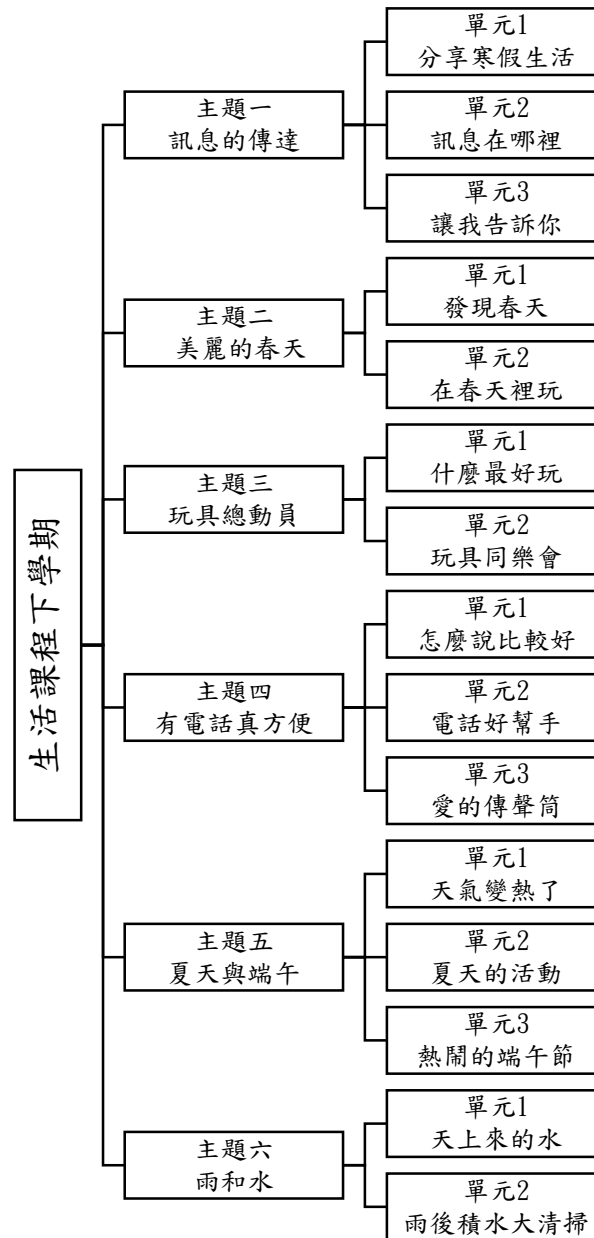 生活課程下學期
主題一
訊息的傳達
單元1
分享寒假生活
單元2
訊息在哪裡
單元3
讓我告訴你
主題二
美麗的春天
單元1
發現春天
單元2
在春天裡玩
主題三
玩具總動員
單元1
什麼最好玩
單元2
玩具同樂會
主題四
有電話真方便
單元1
怎麼說比較好
單元2
電話好幫手
單元3
愛的傳聲筒
主題五
夏天與端午
單元1
天氣變熱了
單元2
夏天的活動
單元3
熱鬧的端午節
主題六
雨和水
單元1
天上來的水
單元2
雨後積水大清掃